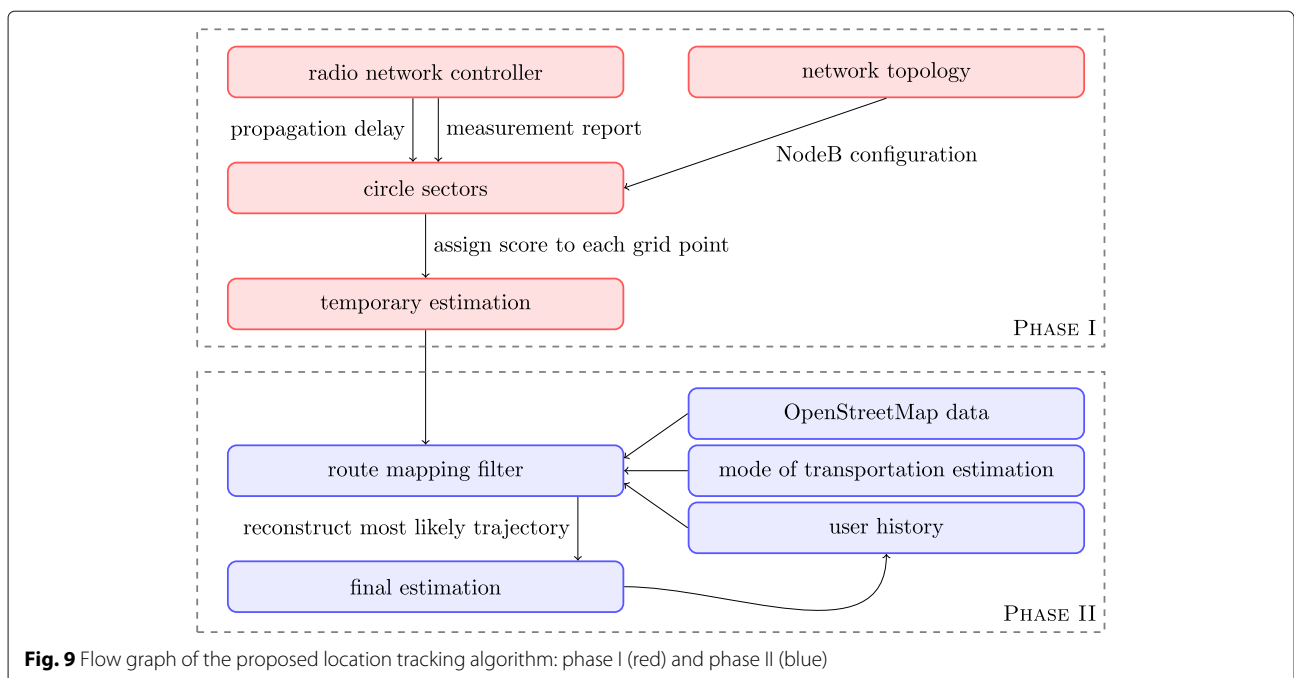 radio network controller
network topology
propagation delay
measurement report
NodeB configuration
circle sectors
assign score to each grid point
temporary estimation
PHASE I
OpenStreetMap data
route mapping filter
mode of transportation estimation
user history
reconstruct most likely trajectory
final estimation
PHASE II
Fig. 9 Flow graph of the proposed location tracking algorithm: phase I (red) and phase II (blue)